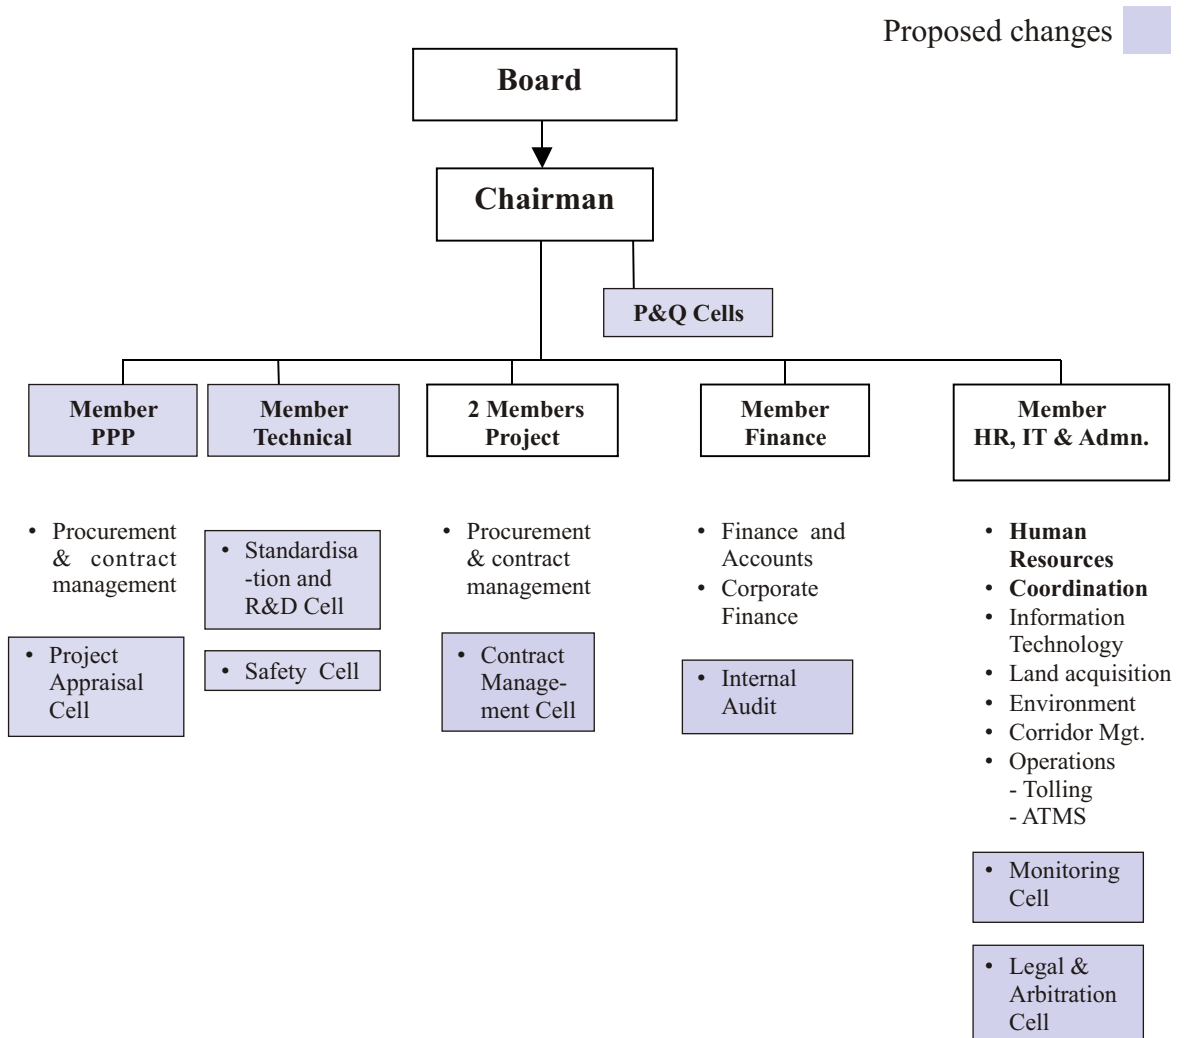 Proposed changes
Board
Chairman
P&Q Cells
Member
PPP
Member
Technical
2 Members
Project
Member
Finance
Member
HR, IT & Admn.
• Procurement
& contract
management
• Project
Appraisal
Cell
• Standardisa
-tion and
R&D Cell
• Safety Cell
• Procurement
& contract
management
• Contract
Manage-
ment Cell
• Finance and
Accounts
• Corporate
Finance
• Internal
Audit
• Human
Resources
• Coordination
• Information
Technology
• Land acquisition
• Environment
• Corridor Mgt.
• Operations
- Tolling
- ATMS
• Monitoring
Cell
• Legal &
Arbitration
Cell